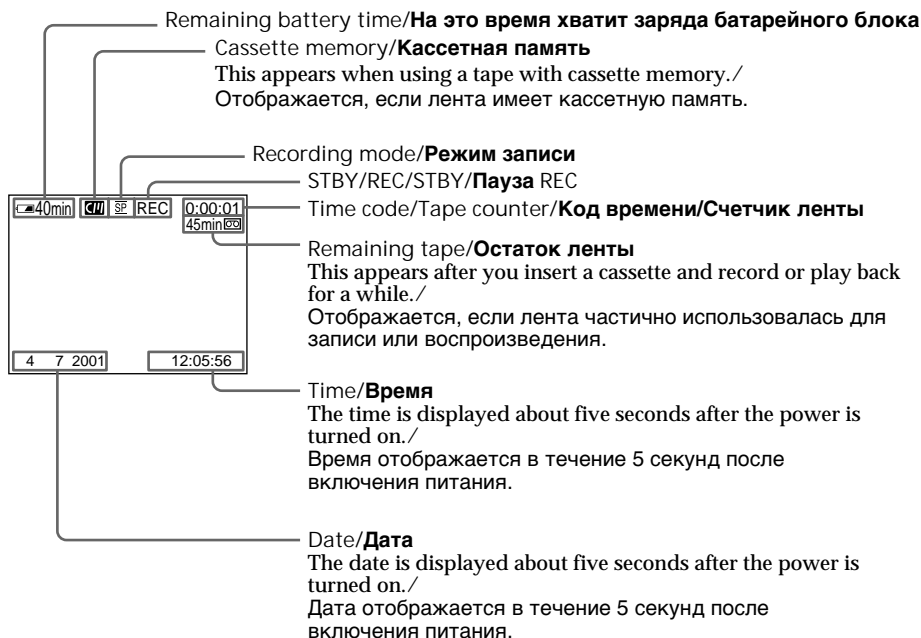 Remaining battery time/На это время хватит заряда батарейного блока
Cassette memory/Кассетная память
This appears when using a tape with cassette memory./
Отображается, если лента имеет кассетную память.
Recording mode/Режим записи
STBY/REC/STBY/Пауза REC
40min SP REC 0:00:01
Time code/Tape counter/Код времени/Счетчик ленты
45min
Remaining tape/Остаток ленты
This appears after you insert a cassette and record or play back
for a while./
Отображается, если лента частично использовалась для
записи или воспроизведения.
4 7 2001 12:05:56
Time/Время
The time is displayed about five seconds after the power is
turned on./
Время отображается в течение 5 секунд после
включения питания.
Date/Дата
The date is displayed about five seconds after the power is
turned on./
Дата отображается в течение 5 секунд после
включения питания.